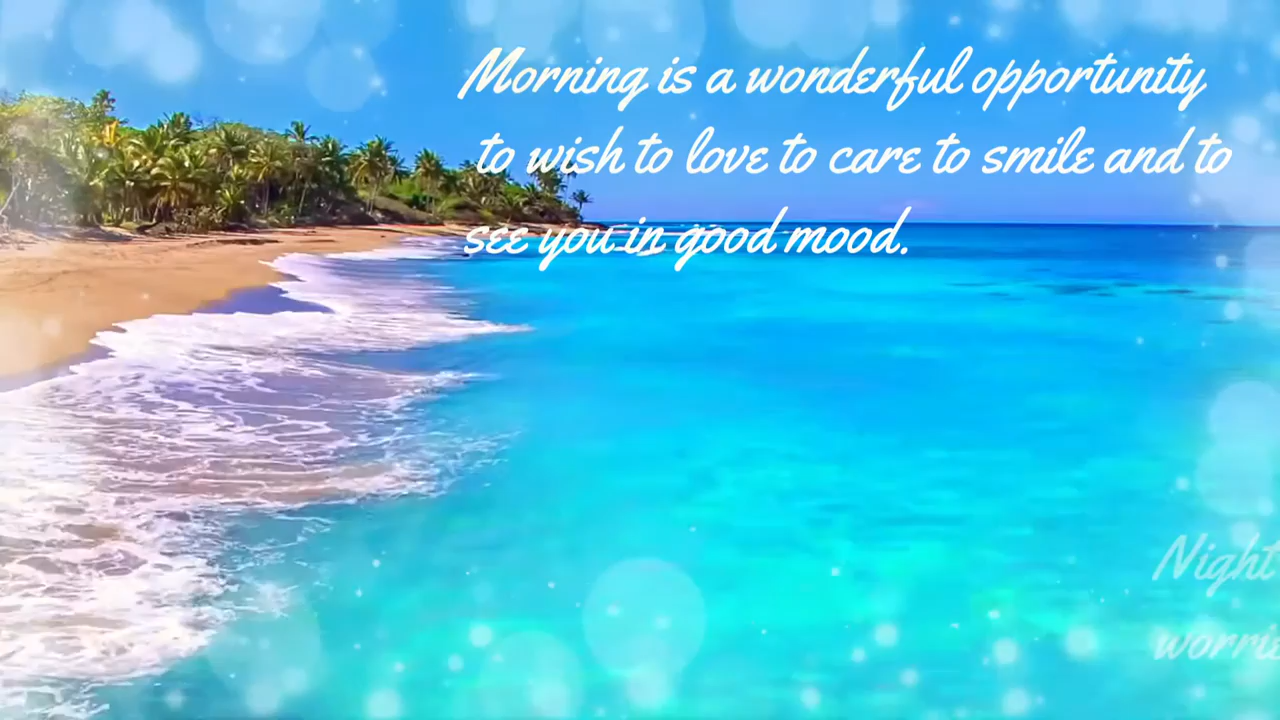 Morning is a wonderful opportunity
to wish to love to care to smile and to
see you in good mood.
Night